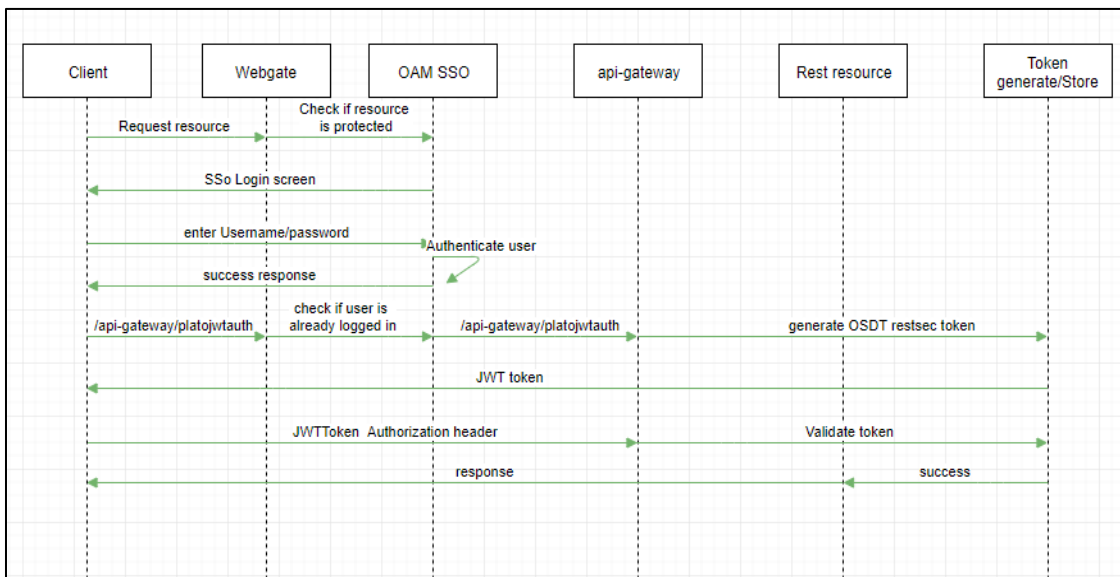 Client
Webgate
OAM SSO
api-gateway
Rest resource
Token
generate/Store
Request resource
Check if resource
is protected
SSo Login screen
enter Username/password
Authenticate user
success response
/api-gateway/platojwtauth
check if user is
already logged in
/api-gateway/platojwtauth
generate OSDT restsec token
JWT token
JWTToken Authorization header
Validate token
response
success